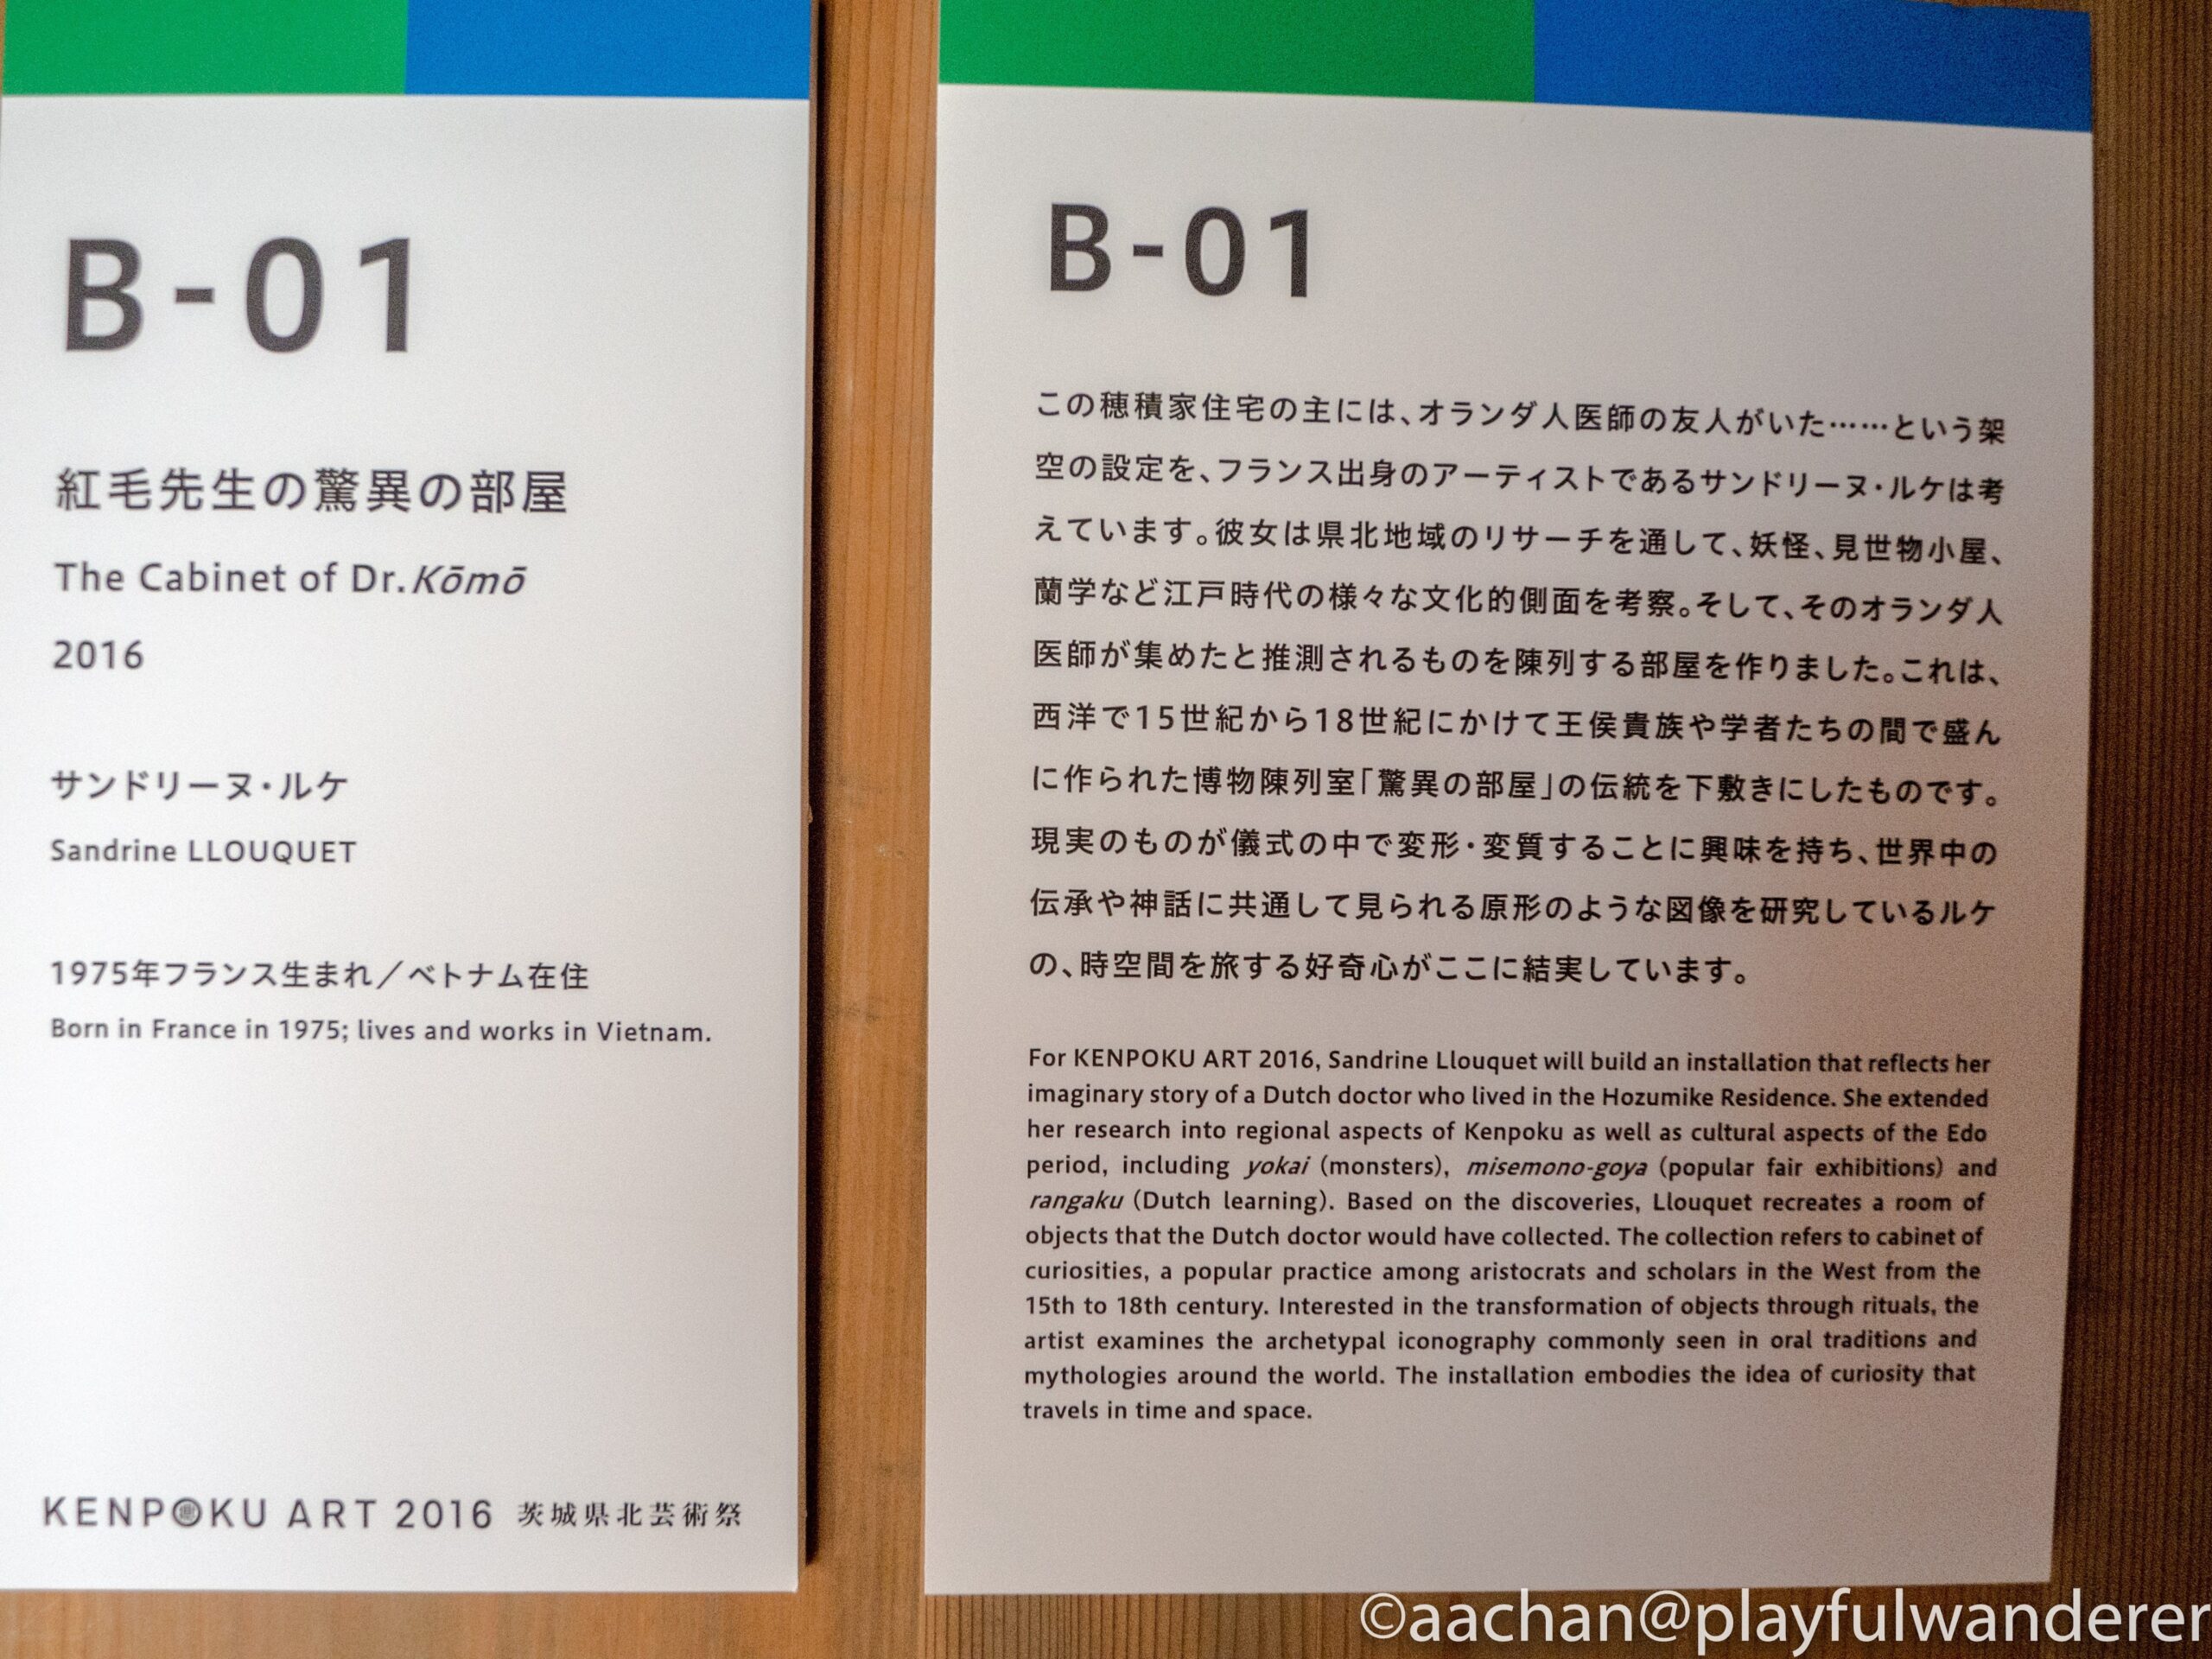 B-01
紅毛先生の驚異の部屋
The Cabinet of Dr.Kōmō
2016
サンドリーヌ・ルケ
Sandrine LLOUQUET
1975年フランス生まれ／ベトナム在住
Born in France in 1975; lives and works in Vietnam.
KENPOKU ART 2016 茨城県北芸術祭
B-01
この穂積家住宅の主には、オランダ人医師の友人がいた……という架
空の設定を、フランス出身のアーティストであるサンドリーヌ・ルケは考
えています。彼女は県北地域のリサーチを通して、妖怪、見世物小屋、
蘭学など江戸時代の様々な文化的側面を考察。そして、そのオランダ人
医師が集めたと推測されるものを陳列する部屋を作りました。これは、
西洋で15世紀から18世紀にかけて王侯貴族や学者たちの間で盛ん
に作られた博物陳列室「驚異の部屋」の伝統を下敷きにしたものです。
現実のものが儀式の中で変形・変質することに興味を持ち、世界中の
伝承や神話に共通して見られる原形のような図像を研究しているルケ
の、時空間を旅する好奇心がここに結実しています。
For KENPOKU ART 2016, Sandrine Llouquet will build an installation that reflects her
imaginary story of a Dutch doctor who lived in the Hozumike Residence. She extended
her research into regional aspects of Kenpoku as well as cultural aspects of the Edo
period, including yokai (monsters), misemono-goya (popular fair exhibitions) and
rangaku (Dutch learning). Based on the discoveries, Llouquet recreates a room of
objects that the Dutch doctor would have collected. The collection refers to cabinet of
curiosities, a popular practice among aristocrats and scholars in the West from the
15th to 18th century. Interested in the transformation of objects through rituals, the
artist examines the archetypal iconography commonly seen in oral traditions and
mythologies around the world. The installation embodies the idea of curiosity that
travels in time and space.
©aachan@playfulwanderer